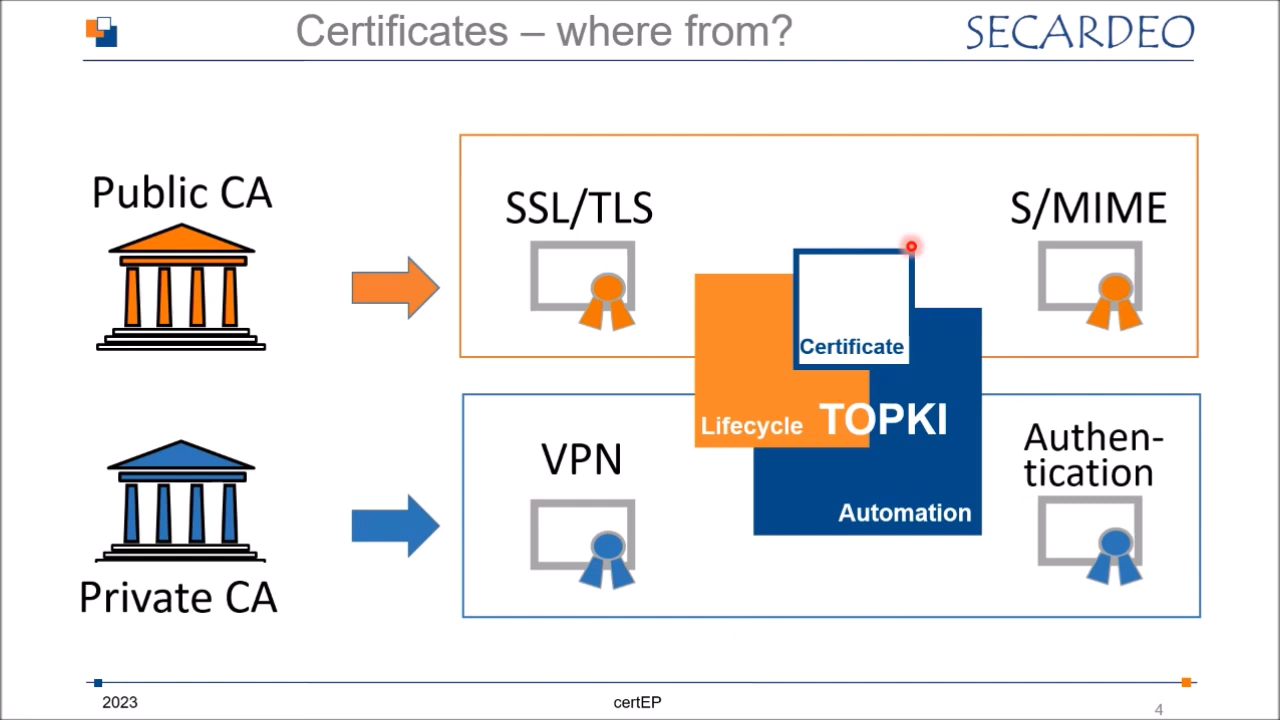 Certificates – where from?
SECARDEO
Public CA
SSL/TLS
S/MIME
Certificate
Lifecycle
TOPKI
Automation
VPN
Authen-
tication
Private CA
2023
certEP
4